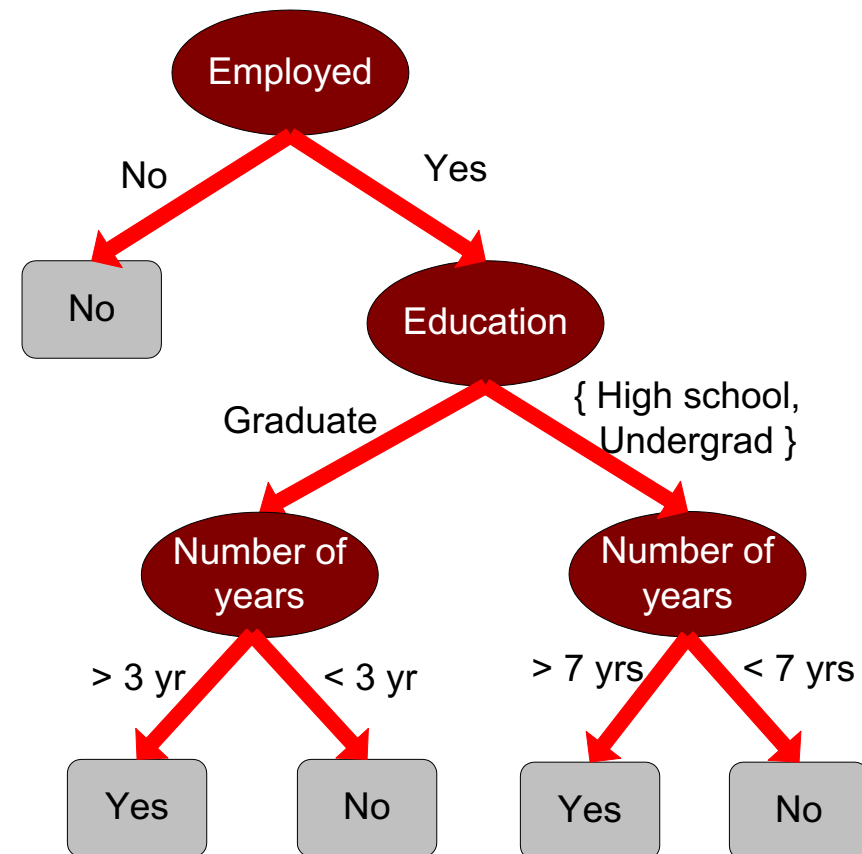 Employed
No
Yes
No
Education
Graduate
{ High school,
Undergrad }
Number of
years
Number of
years
> 3 yr
< 3 yr
> 7 yrs
< 7 yrs
Yes
No
Yes
No